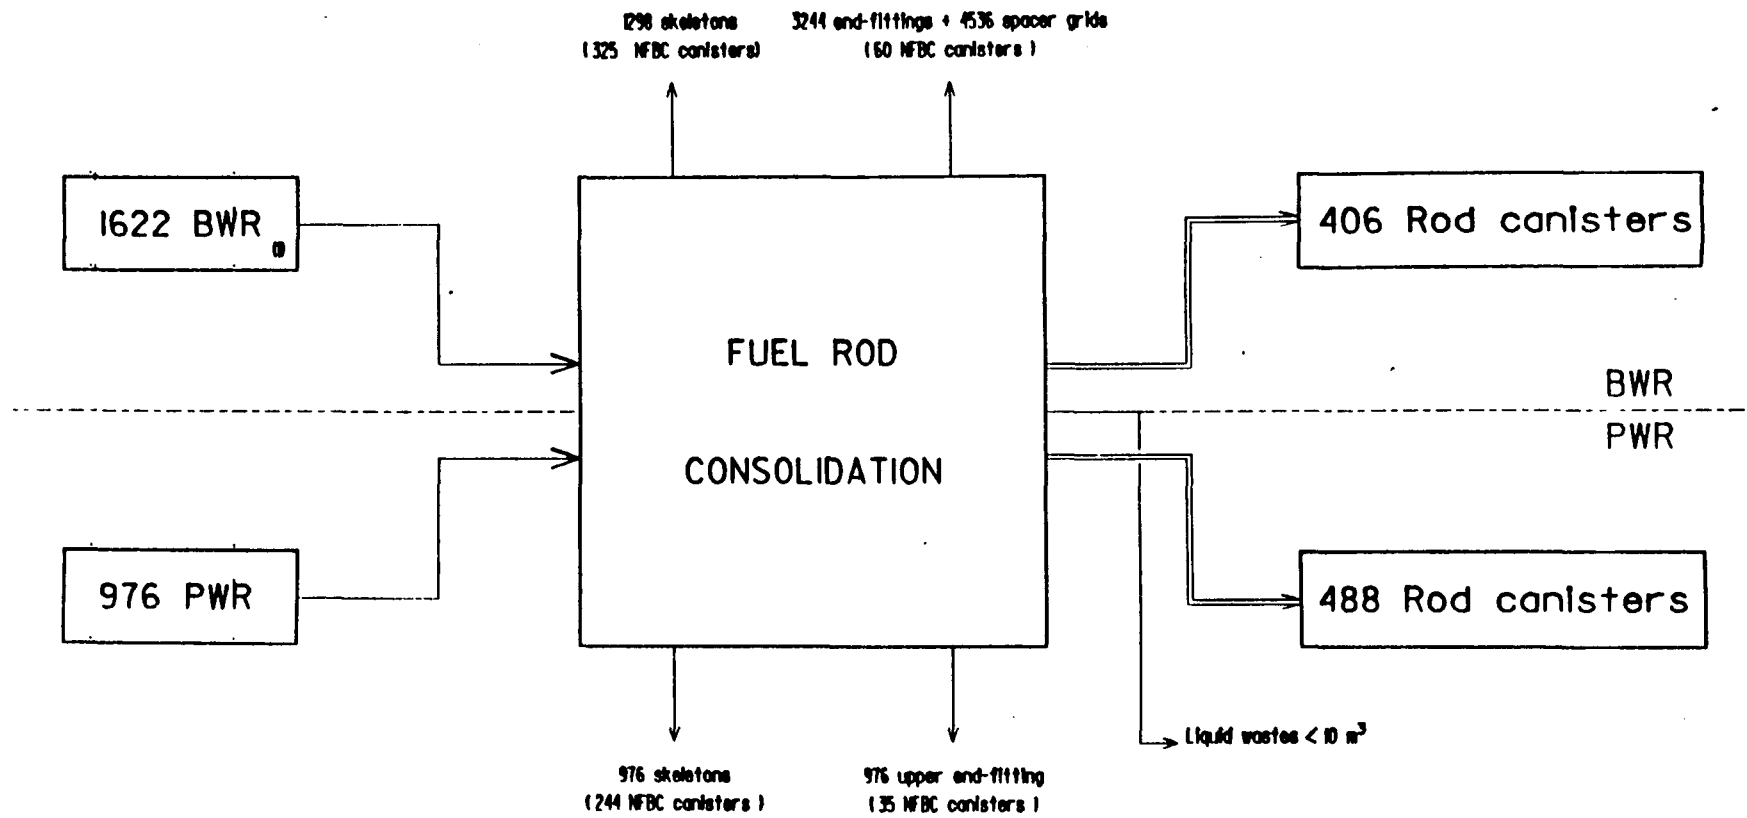 1298 skeletons
(325 NFBC canisters)
3244 end-fittings + 4536 spacer grids
(60 NFBC canisters)
1622 BWR
(1)
406 Rod canisters
FUEL ROD
CONSOLIDATION
BWR
PWR
976 PWR
488 Rod canisters
Liquid wastes < 10 m³
976 skeletons
(244 NFBC canisters)
976 upper end-fitting
(35 NFBC canisters)